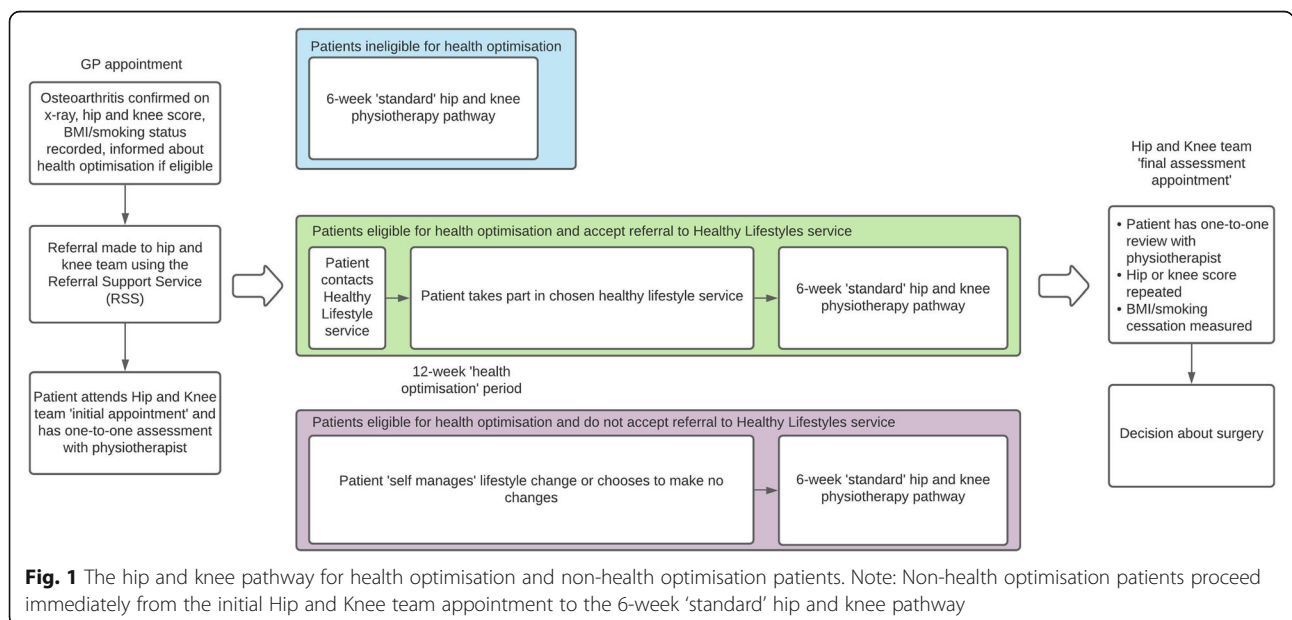 GP appointment
Osteoarthritis confirmed on
x-ray, hip and knee score,
BMI/smoking status
recorded, informed about
health optimisation if eligible
Referral made to hip and
knee team using the
Referral Support Service
(RSS)
Patient attends Hip and Knee
team 'initial appointment' and
has one-to-one assessment
with physiotherapist
Patients ineligible for health optimisation
6-week 'standard' hip and knee
physiotherapy pathway
Patients eligible for health optimisation and accept referral to Healthy Lifestyles service
Patient
contacts
Healthy
Lifestyle
service
Patient takes part in chosen healthy lifestyle service
6-week 'standard' hip and knee
physiotherapy pathway
12-week 'health
optimisation' period
Patients eligible for health optimisation and do not accept referral to Healthy Lifestyles service
Patient 'self manages' lifestyle change or chooses to make no
changes
6-week 'standard' hip and knee
physiotherapy pathway
Hip and Knee team
'final assessment
appointment'
• Patient has one-to-one
review with
physiotherapist
• Hip or knee score
repeated
• BMI/smoking
cessation measured
Decision about surgery
Fig. 1 The hip and knee pathway for health optimisation and non-health optimisation patients. Note: Non-health optimisation patients proceed
immediately from the initial Hip and Knee team appointment to the 6-week ‘standard’ hip and knee pathway